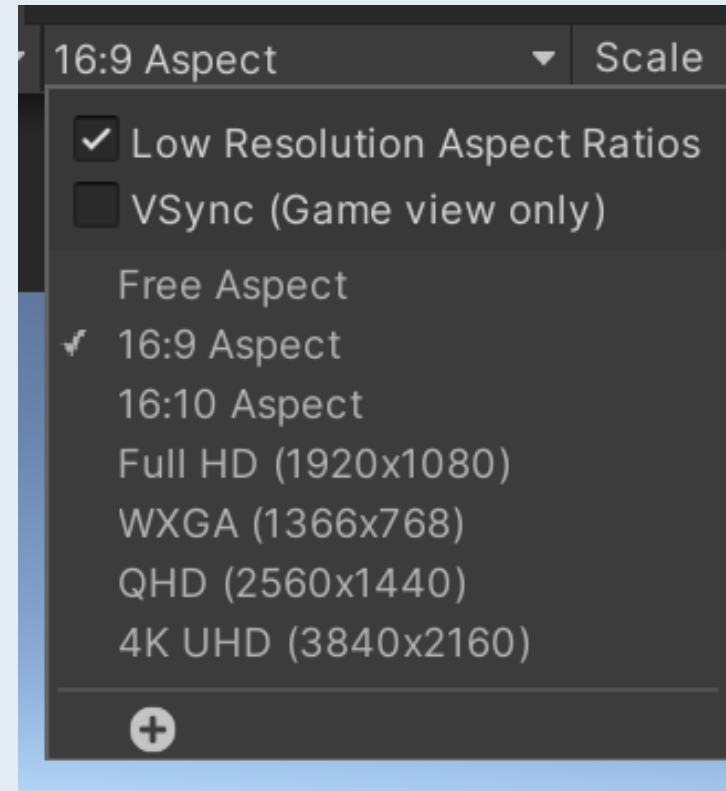 16:9 Aspect
Scale
Low Resolution Aspect Ratios
VSync (Game view only)
Free Aspect
16:9 Aspect
16:10 Aspect
Full HD (1920x1080)
WXGA (1366x768)
QHD (2560x1440)
4K UHD (3840x2160)